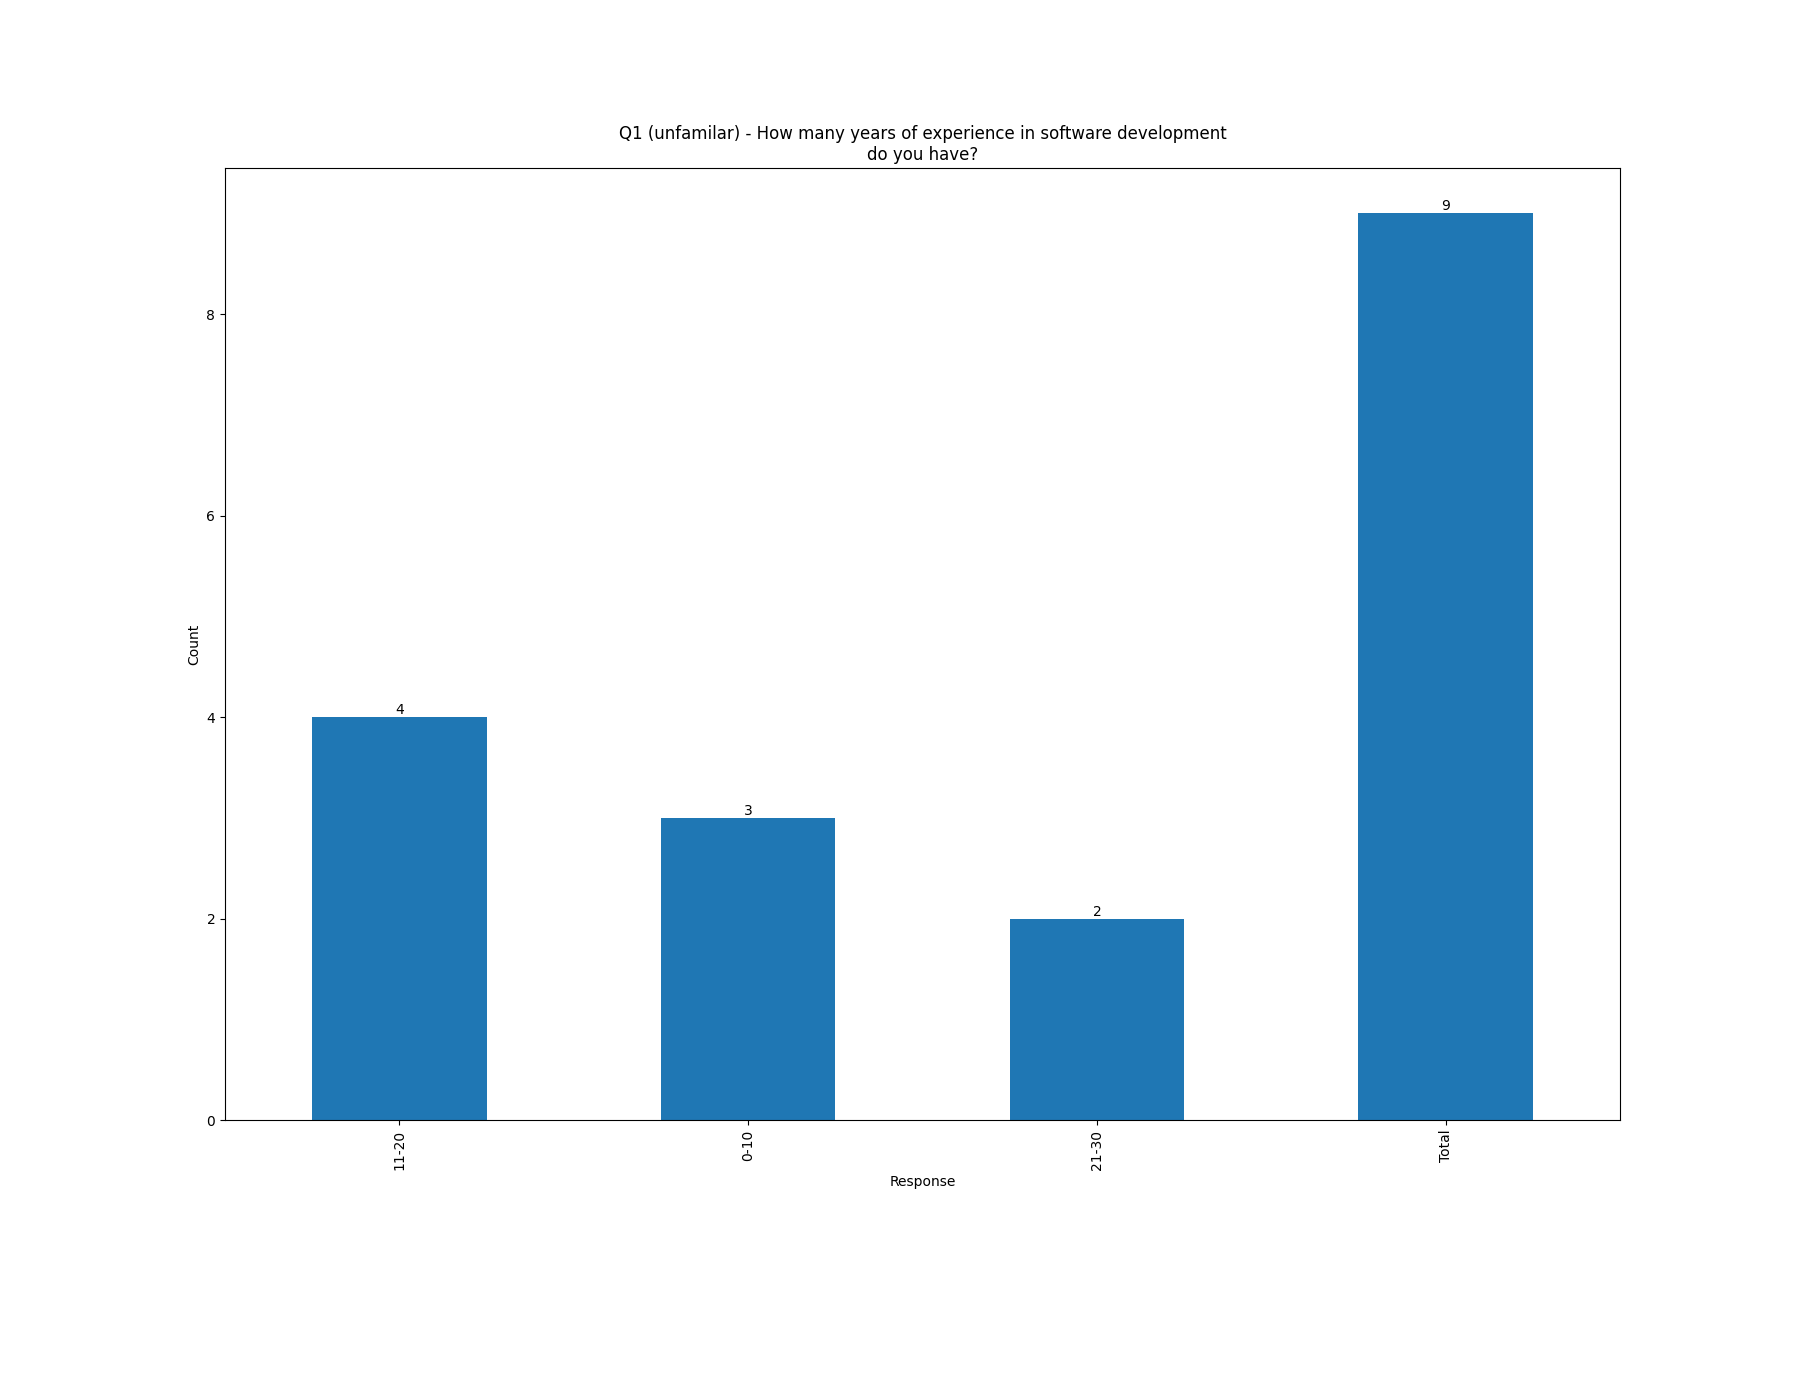 Q1 (unfamilar) - How many years of experience in software development
do you have?
9
8
6
Count
4
4
3
2
2
0
11-20
0-10
21-30
Total
Response